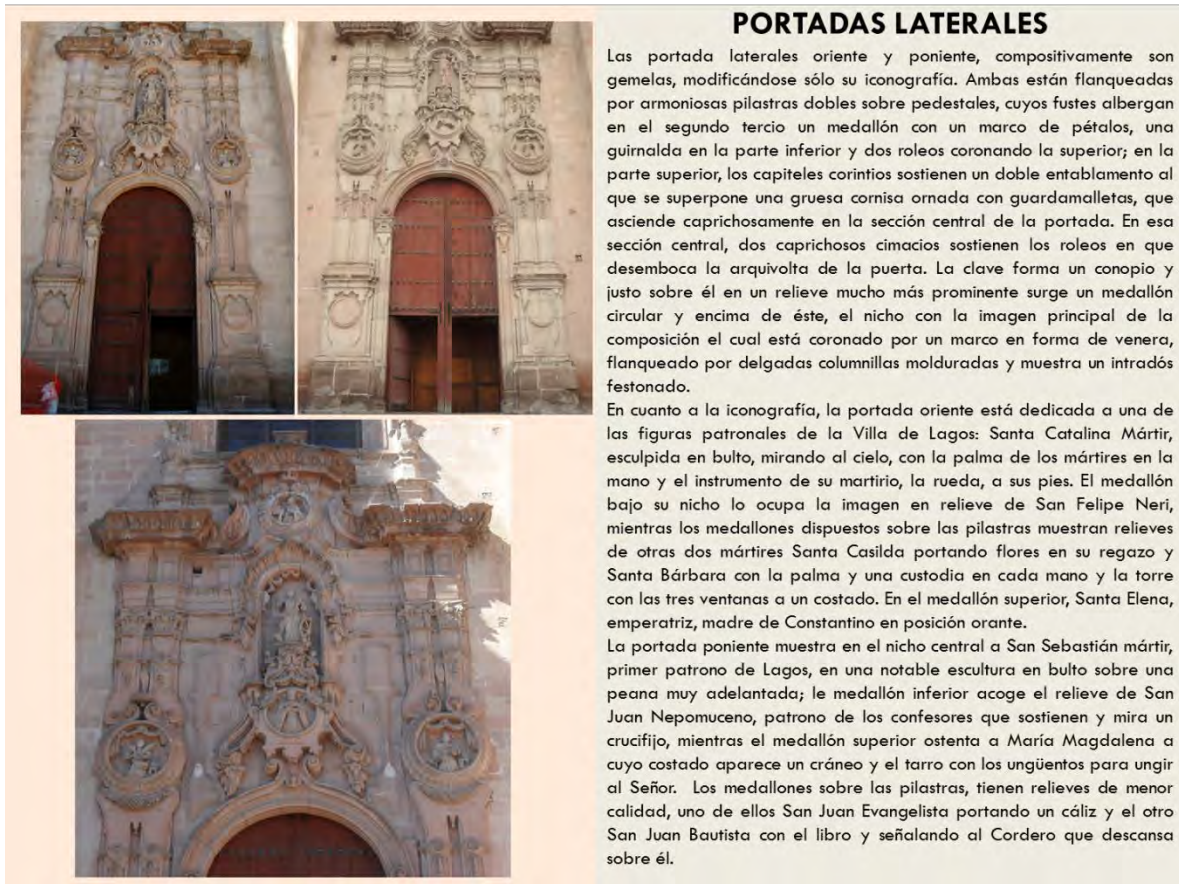 PORTADAS LATERALES
Las portada laterales oriente y poniente, compositivamente son
gemelas, modificándose sólo su iconografía. Ambas están flanqueadas
por armoniosas pilastras dobles sobre pedestales, cuyos fustes albergan
en el segundo tercio un medallón con un marco de pétalos, una
guirnalda en la parte inferior y dos roleos coronando la superior; en la
parte superior, los capiteles corintios sostienen un doble entablamento al
que se superpone una gruesa cornisa ornada con guardamalletas, que
asciende caprichosamente en la sección central de la portada. En esa
sección central, dos caprichosos cimacios sostienen los roleos en que
desemboca la arquivolta de la puerta. La clave forma un conopio y
justo sobre él en un relieve mucho más prominente surge un medallón
circular y encima de éste, el nicho con la imagen principal de la
composición el cual está coronado por un marco en forma de venera,
flanqueado por delgadas columnillas molduradas y muestra un intradós
festonado.
En cuanto a la iconografía, la portada oriente está dedicada a una de
las figuras patronales de la Villa de Lagos: Santa Catalina Mártir,
esculpida en bulto, mirando al cielo, con la palma de los mártires en la
mano y el instrumento de su martirio, la rueda, a sus pies. El medallón
bajo su nicho lo ocupa la imagen en relieve de San Felipe Neri,
mientras los medallones dispuestos sobre las pilastras muestran relieves
de otras dos mártires Santa Casilda portando flores en su regazo y
Santa Bárbara con la palma y una custodia en cada mano y la torre
con las tres ventanas a un costado. En el medallón superior, Santa Elena,
emperatriz, madre de Constantino en posición orante.
La portada poniente muestra en el nicho central a San Sebastián mártir,
primer patrono de Lagos, en una notable escultura en bulto sobre una
peana muy adelantada; le medallón inferior acoge el relieve de San
Juan Nepomuceno, patrono de los confesores que sostienen y mira un
crucifijo, mientras el medallón superior ostenta a María Magdalena a
cuyo costado aparece un cráneo y el tarro con los ungüentos para ungir
al Señor. Los medallones sobre las pilastras, tienen relieves de menor
calidad, uno de ellos San Juan Evangelista portando un cáliz y el otro
San Juan Bautista con el libro y señalando al Cordero que descansa
sobre él.